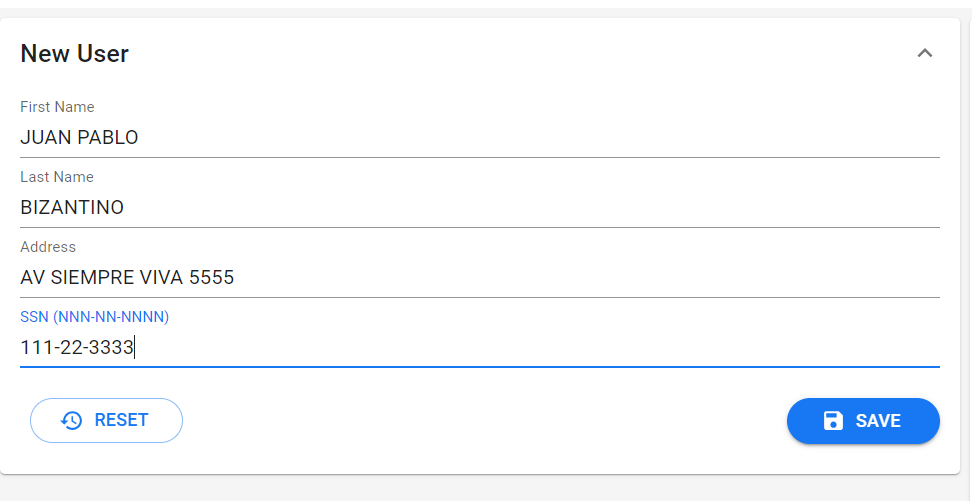 New User
First Name
JUAN PABLO
Last Name
BIZANTINO
Address
AV SIEMPRE VIVA 5555
SSN (NNN-NN-NNNN)
111-22-3333
RESET
SAVE